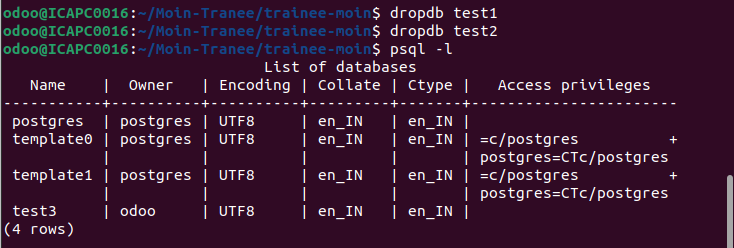 odoo@ICAPC0016:~/Moin-Tranee/trainee-moin$ dropdb test1
odoo@ICAPC0016:~/Moin-Tranee/trainee-moin$ dropdb test2
odoo@ICAPC0016:~/Moin-Tranee/trainee-moin$ psql -l
                              List of databases
   Name    |  Owner   | Encoding | Collate | Ctype |   Access privileges
-----------+----------+----------+---------+-------+-----------------------
 postgres  | postgres | UTF8     | en_IN   | en_IN |
 template0 | postgres | UTF8     | en_IN   | en_IN | =c/postgres          +
           |          |          |         |       | postgres=CTc/postgres
 template1 | postgres | UTF8     | en_IN   | en_IN | =c/postgres          +
           |          |          |         |       | postgres=CTc/postgres
 test3     | odoo     | UTF8     | en_IN   | en_IN |
(4 rows)